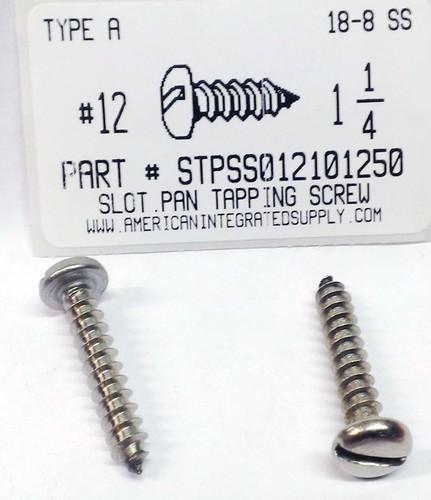 TYPE A 18-8 SS
#12 1 1/4
PART # STPSS012101250
SLOT PAN TAPPING SCREW
WWW.AMERICANINTEGRATEDSUPPLY.COM